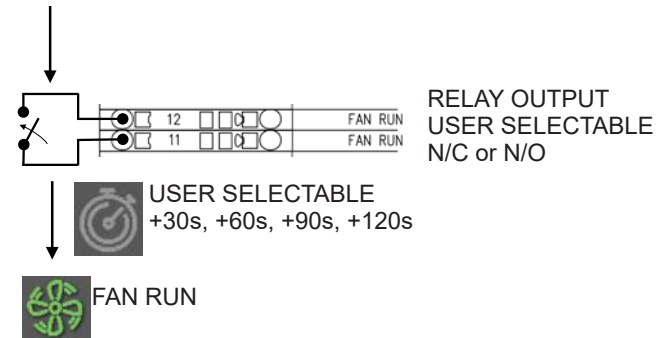 12 FAN RUN
11 FAN RUN
RELAY OUTPUT
USER SELECTABLE
N/C or N/O
USER SELECTABLE
+30s, +60s, +90s, +120s
FAN RUN